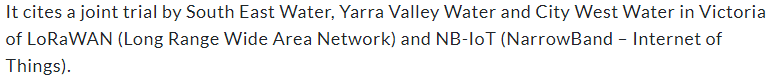 It cites a joint trial by South East Water, Yarra Valley Water and City West Water in Victoria
of LoRaWAN (Long Range Wide Area Network) and NB-IoT (NarrowBand – Internet of
Things).